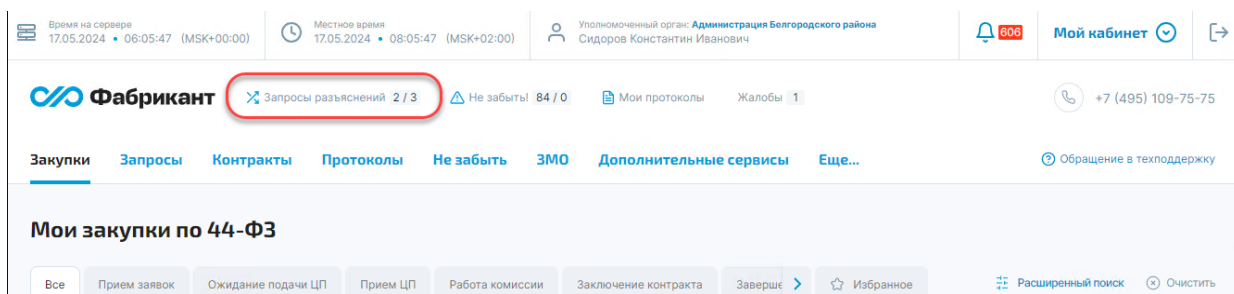 Время на сервере
17.05.2024 • 06:05:47 (MSK+00:00)
Местное время
17.05.2024 • 08:05:47 (MSK+02:00)
Уполномоченный орган: Администрация Белгородского района
Сидоров Константин Иванович
606
Мой кабинет
Фабрикант
Запросы разъяснений 2 / 3
Не забыть! 84 / 0
Мои протоколы
Жалобы 1
+7 (495) 109-75-75
Закупки Запросы Контракты Протоколы Не забыть ЗМО Дополнительные сервисы Еще...
Обращение в техподдержку
Мои закупки по 44-ФЗ
Все Прием заявок Ожидание подачи ЦП Прием ЦП Работа комиссии Заключение контракта Заверше Избранное
Расширенный поиск Очистить